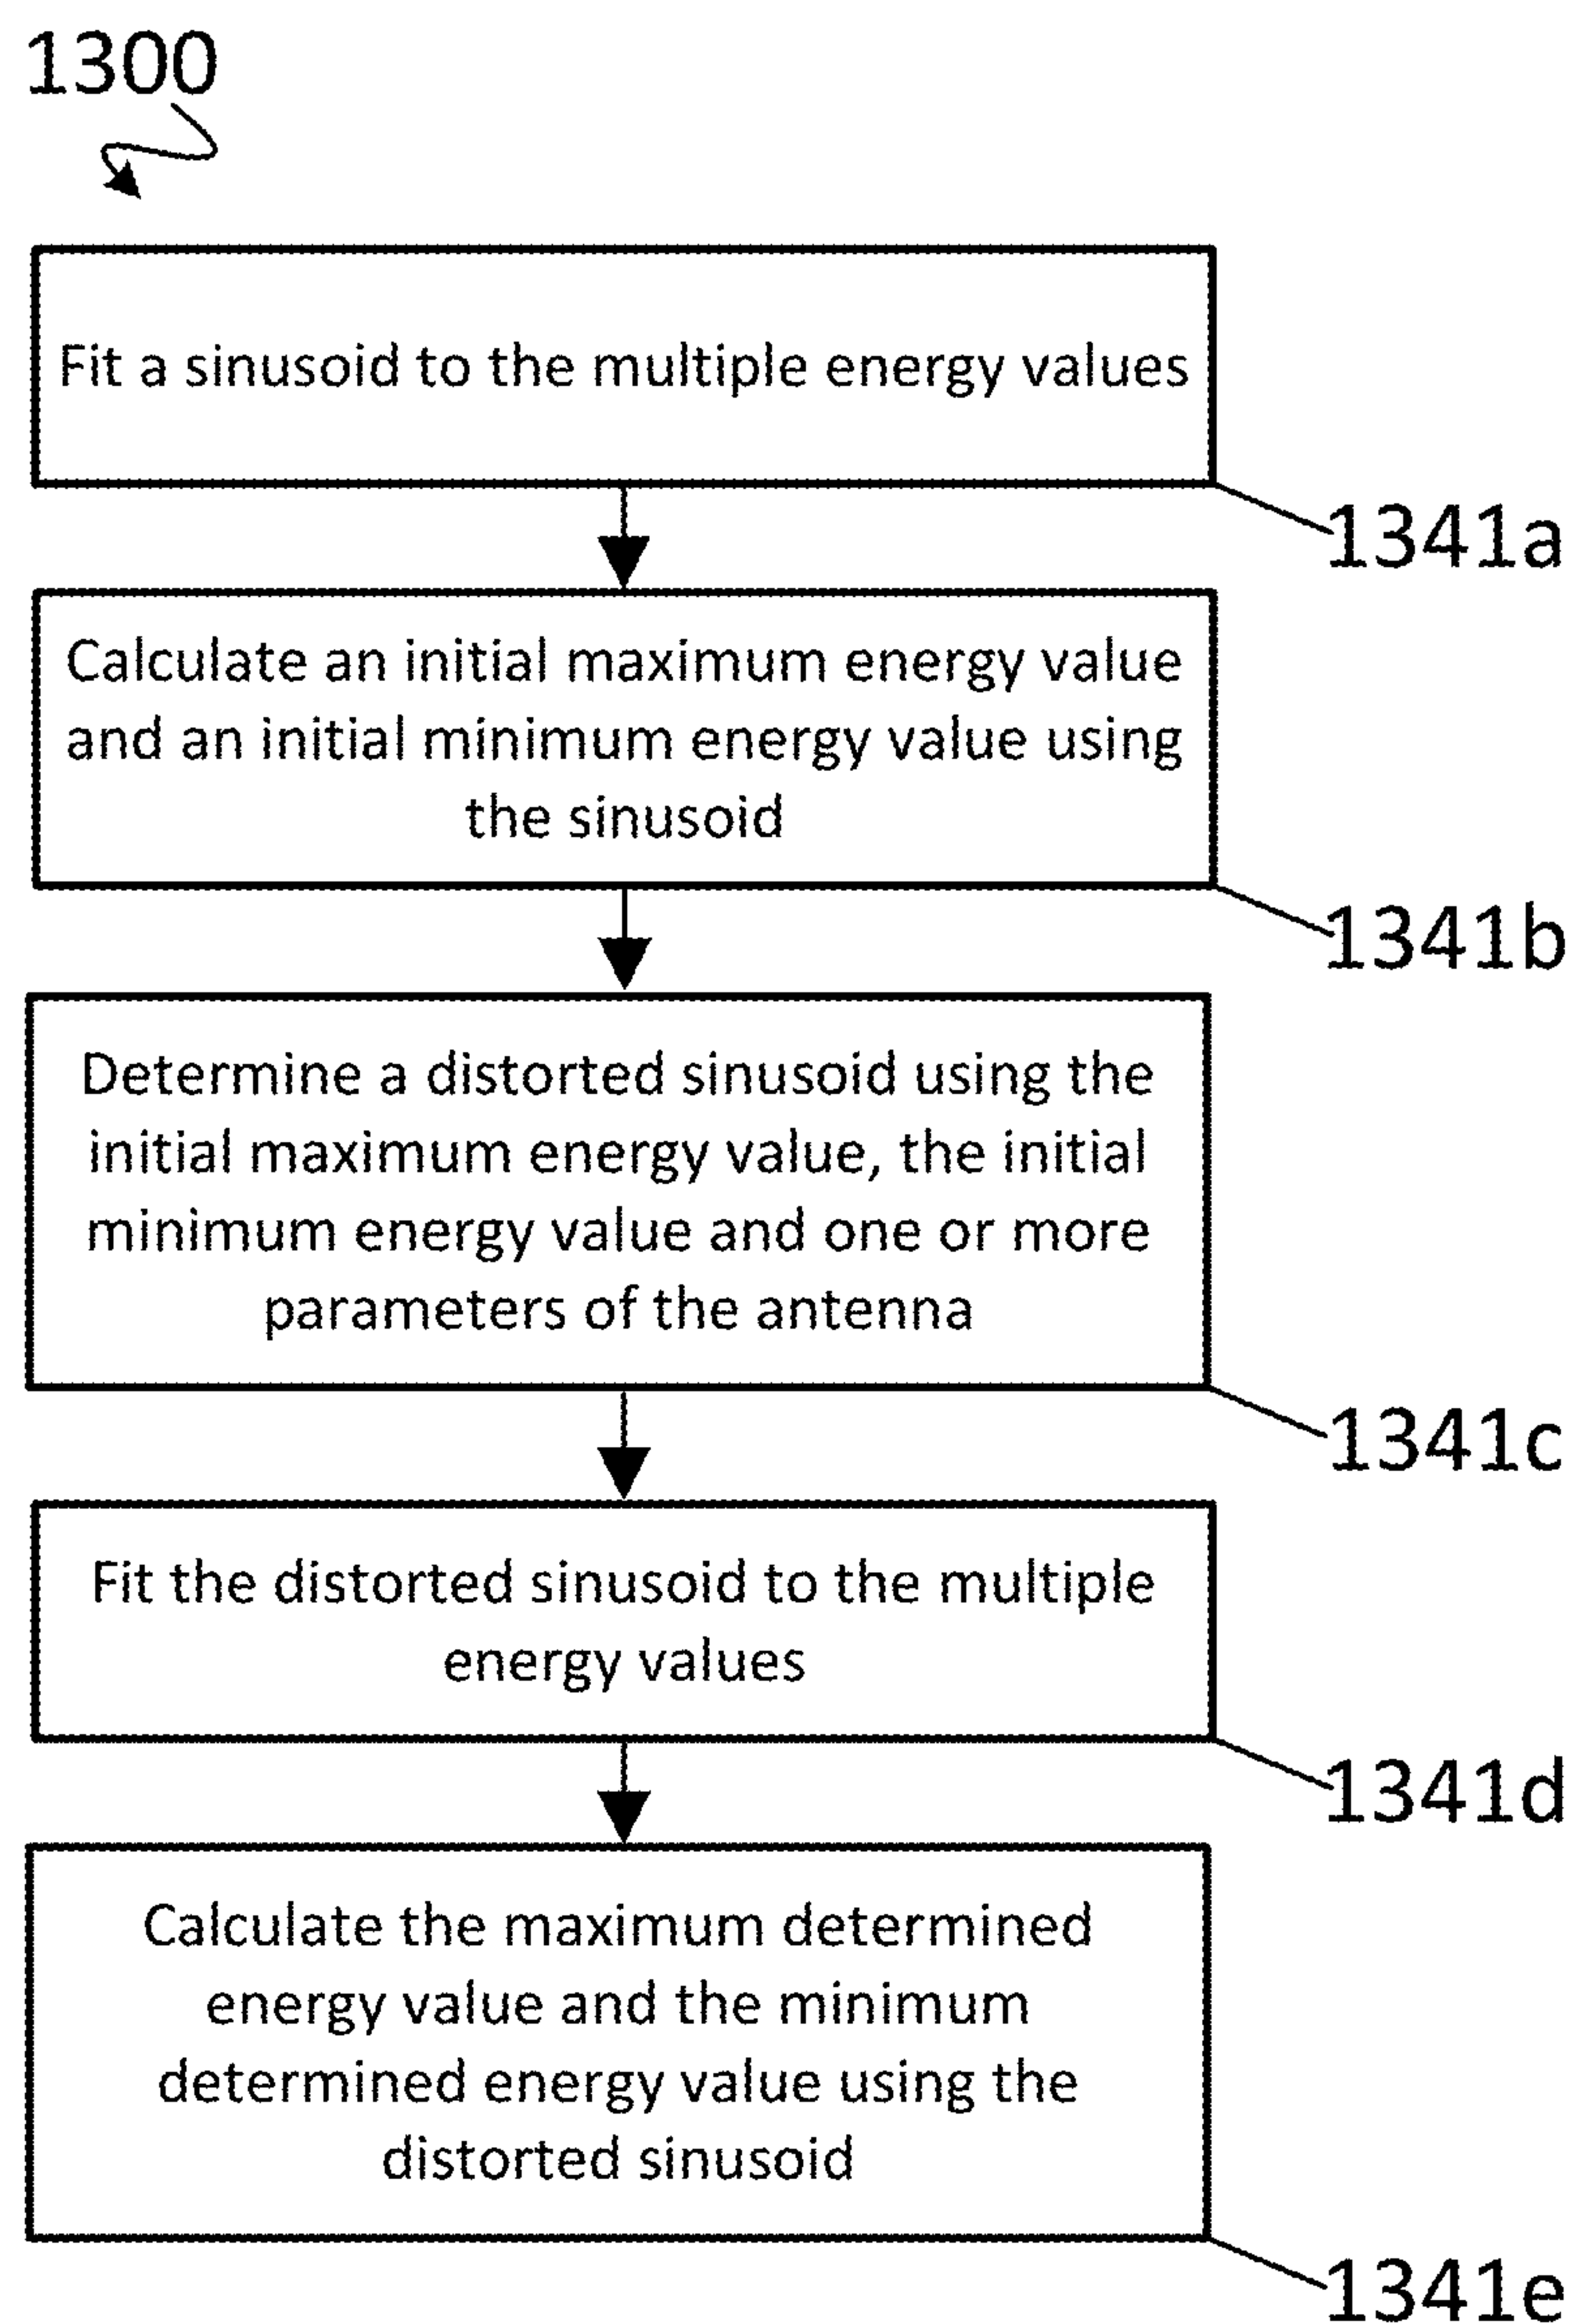 1300
Fit a sinusoid to the multiple energy values
1341a
Calculate an initial maximum energy value
and an initial minimum energy value using
the sinusoid
1341b
Determine a distorted sinusoid using the
initial maximum energy value, the initial
minimum energy value and one or more
parameters of the antenna
1341c
Fit the distorted sinusoid to the multiple
energy values
1341d
Calculate the maximum determined
energy value and the minimum
determined energy value using the
distorted sinusoid
1341e